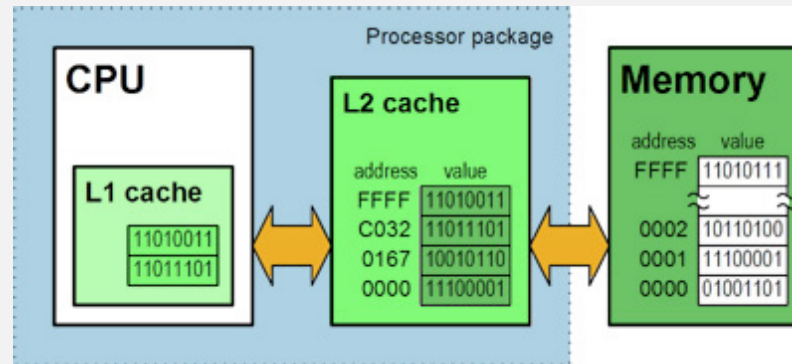 Processor package
CPU
L1 cache
11010011
11011101
L2 cache
address value
FFFF 11010011
C032 11011101
0167 10010110
0000 11100001
Memory
address value
FFFF 11010111
0002 10110100
0001 11100001
0000 01001101